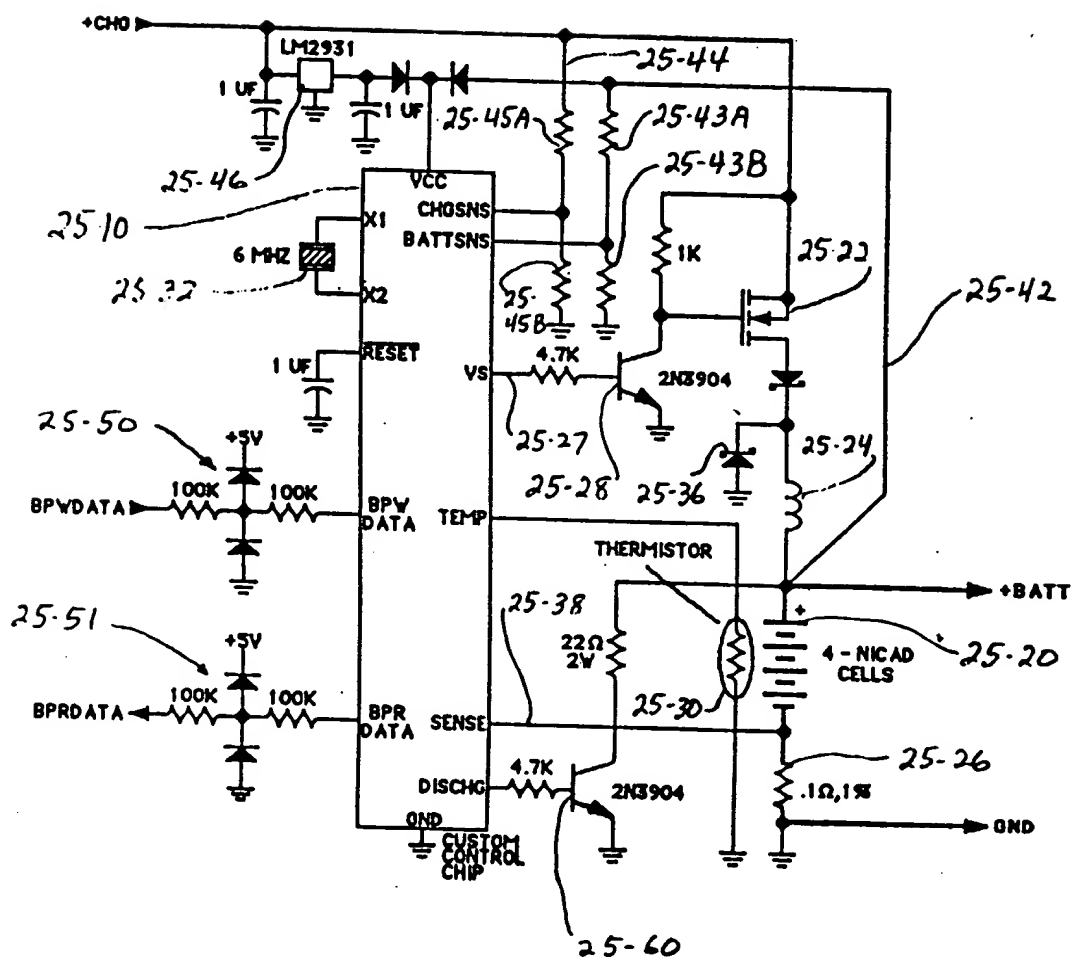 +CHG
LM2931
25-44
1 UF
1 UF
25-45A
25-43A
25-46
25-43B
VCC
25-10
CHGSNS
X1
BATTSNS
6 MHZ
1K
25-22
25-32
X2
25-45B
25-42
RESET
4.7K
1 UF
VS
2N3904
25-50
+5V
25-27
25-24
25-28
25-36
100K
100K
BPWDATA
BPW DATA
TEMP
THERMISTOR
+BATT
25-51
25-38
+
+5V
22Ω 2W
4 - NICAD CELLS
25-20
100K
100K
BPRDATA
BPR DATA
SENSE
25-30
25-26
4.7K
.1Ω,1%
DISCHG
2N3904
GND
GND
CUSTOM CONTROL CHIP
25-60